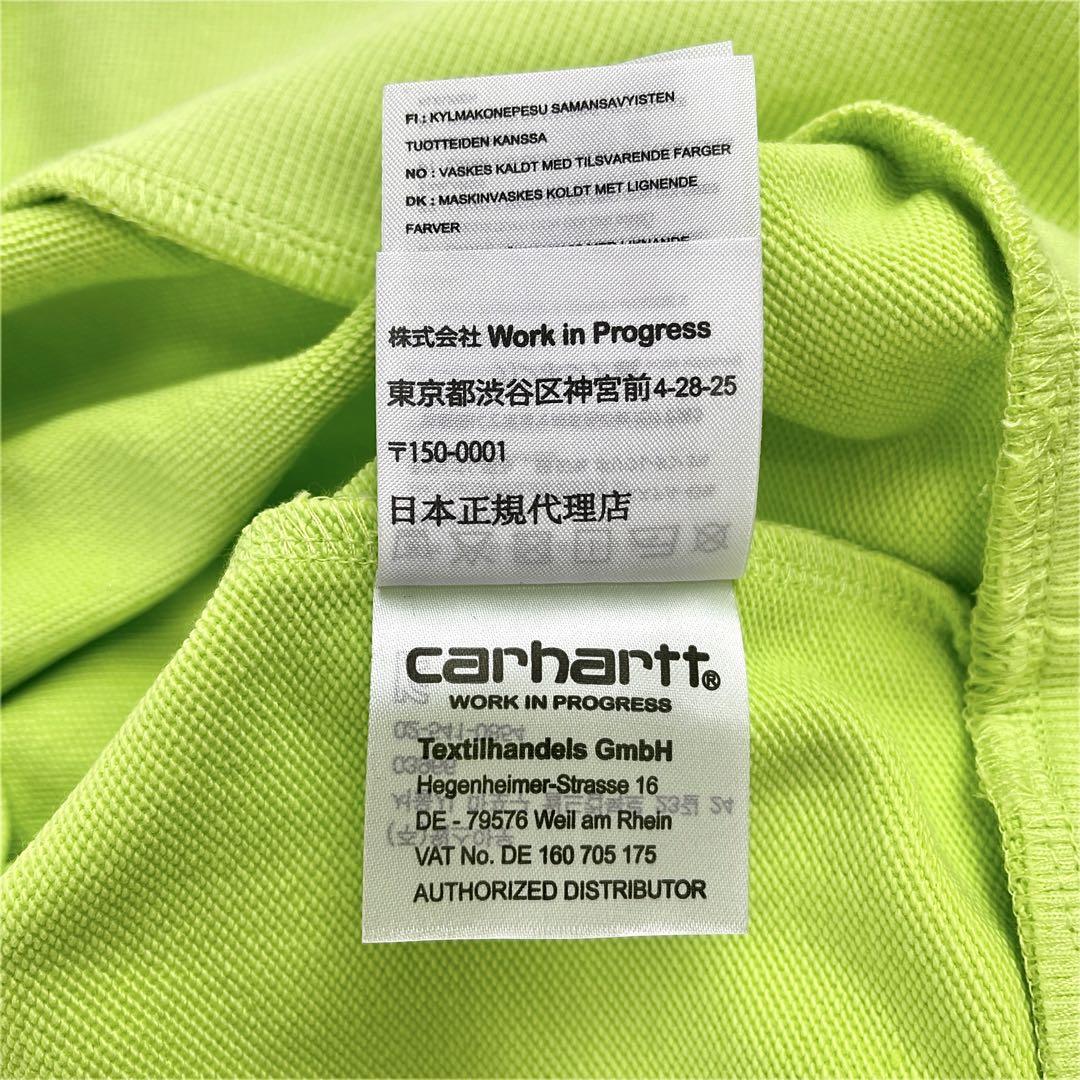 FI : KYLMAKONEPESU SAMANSAVYISTEN
TUOTTEIDEN KANSSA
NO : VASKES KALDT MED TILSVARENDE FARGER
DK : MASKINVASKES KOLDT MET LIGNENDE
FARVER
株式会社 Work in Progress
東京都渋谷区神宮前4-28-25
〒150-0001
日本正規代理店
carhartt®
WORK IN PROGRESS
Textilhandels GmbH
Hegenheimer-Strasse 16
DE - 79576 Weil am Rhein
VAT No. DE 160 705 175
AUTHORIZED DISTRIBUTOR